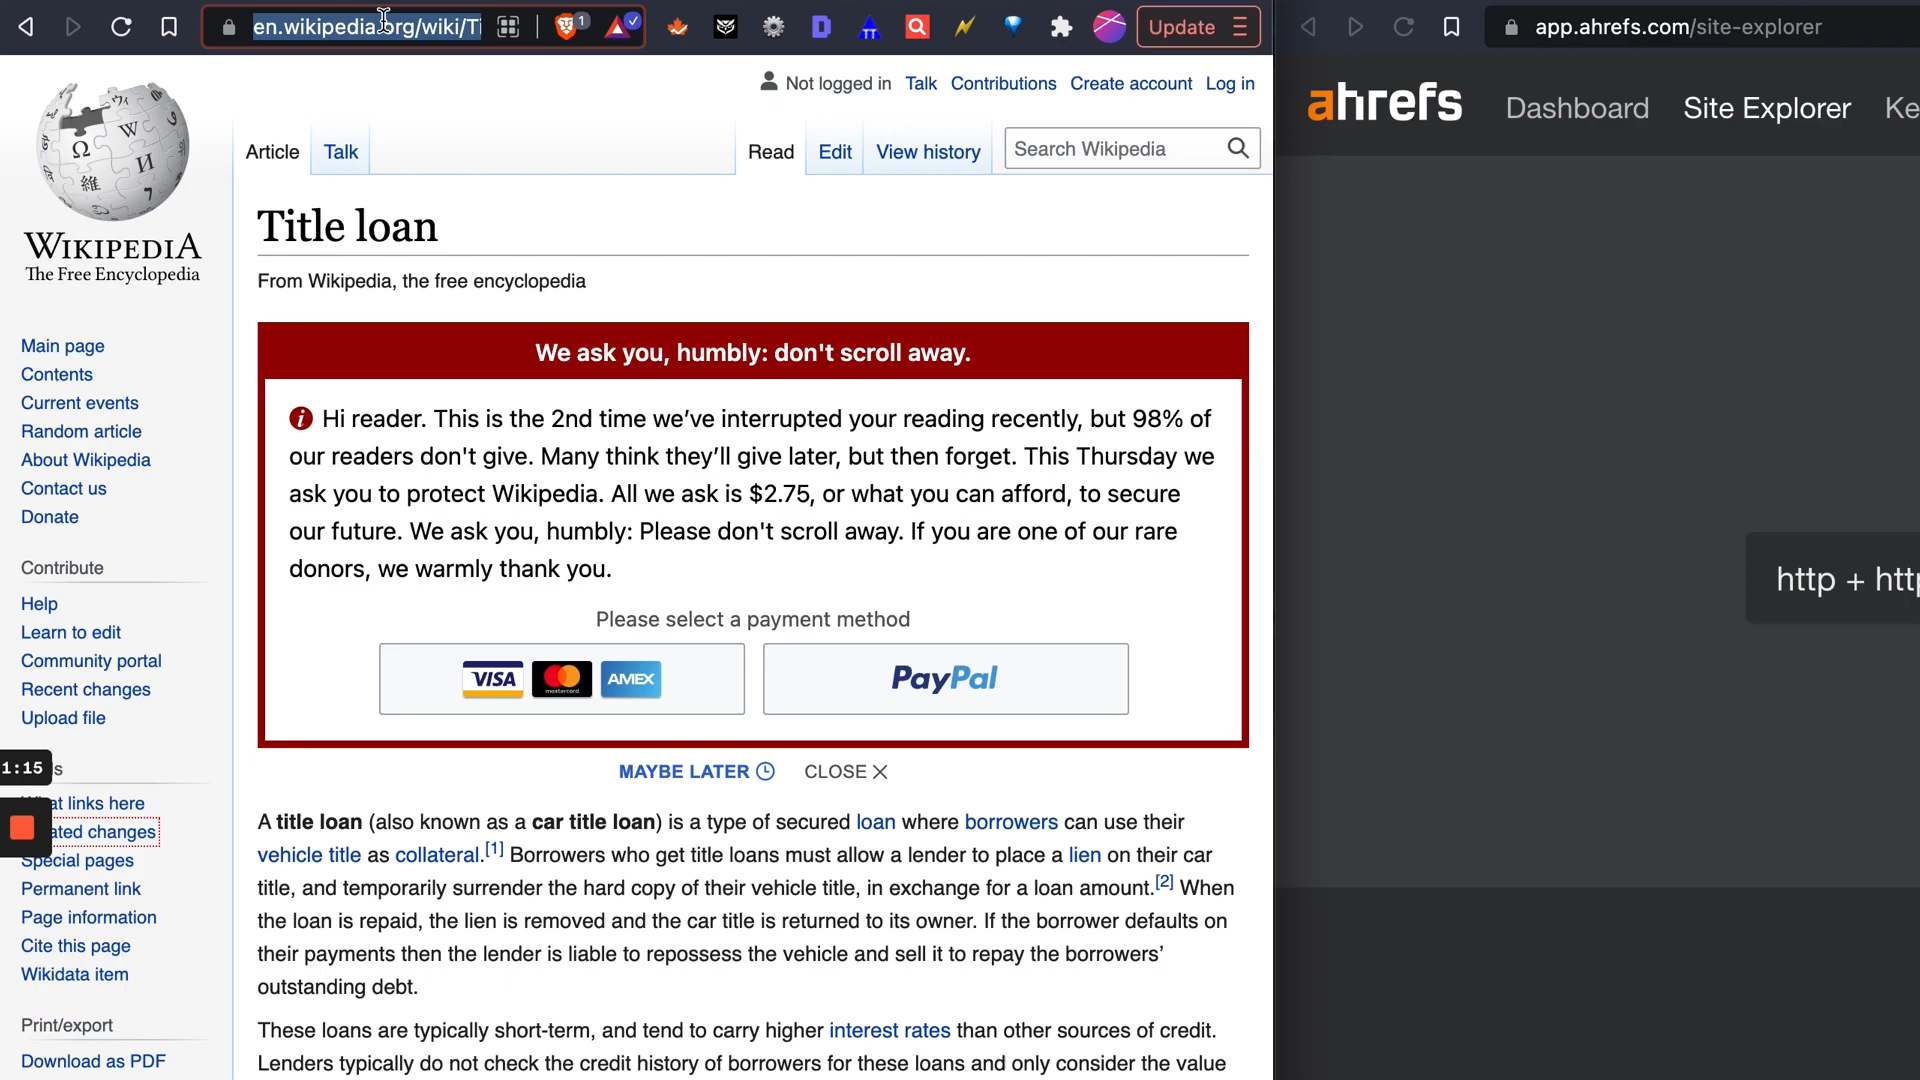 en.wikipedia.org/wiki/Ti
1
Update
app.ahrefs.com/site-explorer
Not logged in Talk Contributions Create account Log in
ahrefs Dashboard Site Explorer Ke
Article Talk Read Edit View history Search Wikipedia
WIKIPEDIA
The Free Encyclopedia
Title loan
From Wikipedia, the free encyclopedia
Main page
Contents
Current events
Random article
About Wikipedia
Contact us
Donate
Contribute
Help
Learn to edit
Community portal
Recent changes
Upload file
1:15
s
at links here
ated changes
Special pages
Permanent link
Page information
Cite this page
Wikidata item
Print/export
Download as PDF
We ask you, humbly: don't scroll away.
Hi reader. This is the 2nd time we’ve interrupted your reading recently, but 98% of
our readers don't give. Many think they’ll give later, but then forget. This Thursday we
ask you to protect Wikipedia. All we ask is $2.75, or what you can afford, to secure
our future. We ask you, humbly: Please don't scroll away. If you are one of our rare
donors, we warmly thank you.
Please select a payment method
VISA mastercard AMEX PayPal
MAYBE LATER CLOSE
A title loan (also known as a car title loan) is a type of secured loan where borrowers can use their
vehicle title as collateral.[1] Borrowers who get title loans must allow a lender to place a lien on their car
title, and temporarily surrender the hard copy of their vehicle title, in exchange for a loan amount.[2] When
the loan is repaid, the lien is removed and the car title is returned to its owner. If the borrower defaults on
their payments then the lender is liable to repossess the vehicle and sell it to repay the borrowers’
outstanding debt.
These loans are typically short-term, and tend to carry higher interest rates than other sources of credit.
Lenders typically do not check the credit history of borrowers for these loans and only consider the value
http + http